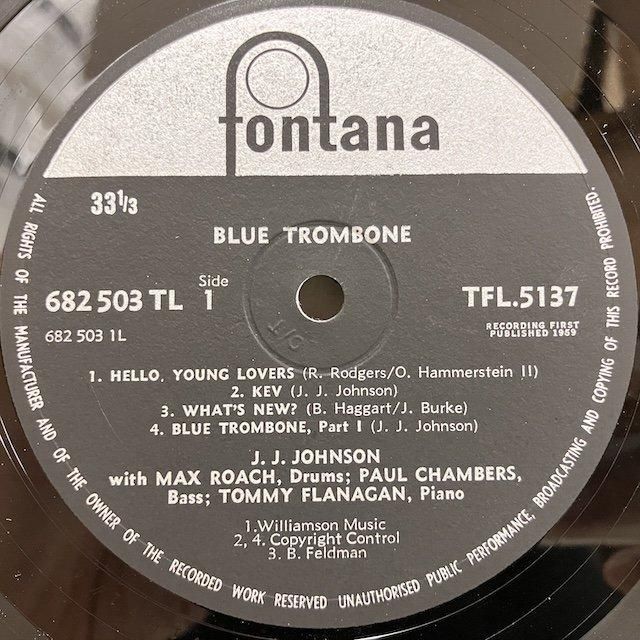 fontana
33 1/3
BLUE TROMBONE
682 503 TL
Side
1
TFL.5137
682 503 1L
RECORDING FIRST
PUBLISHED 1959
1. HELLO, YOUNG LOVERS (R. Rodgers/O. Hammerstein II)
2. KEV (J. J. Johnson)
3. WHAT'S NEW? (B. Haggart/J. Burke)
4. BLUE TROMBONE, Part I (J. J. Johnson)
J. J. JOHNSON
with MAX ROACH, Drums; PAUL CHAMBERS,
Bass; TOMMY FLANAGAN, Piano
1. Williamson Music
2, 4. Copyright Control
3. B. Feldman
ALL RIGHTS OF THE MANUFACTURER AND OF THE OWNER OF THE RECORDED WORK RESERVED UNAUTHORISED PUBLIC PERFORMANCE, BROADCASTING AND COPYING OF THIS RECORD PROHIBITED.